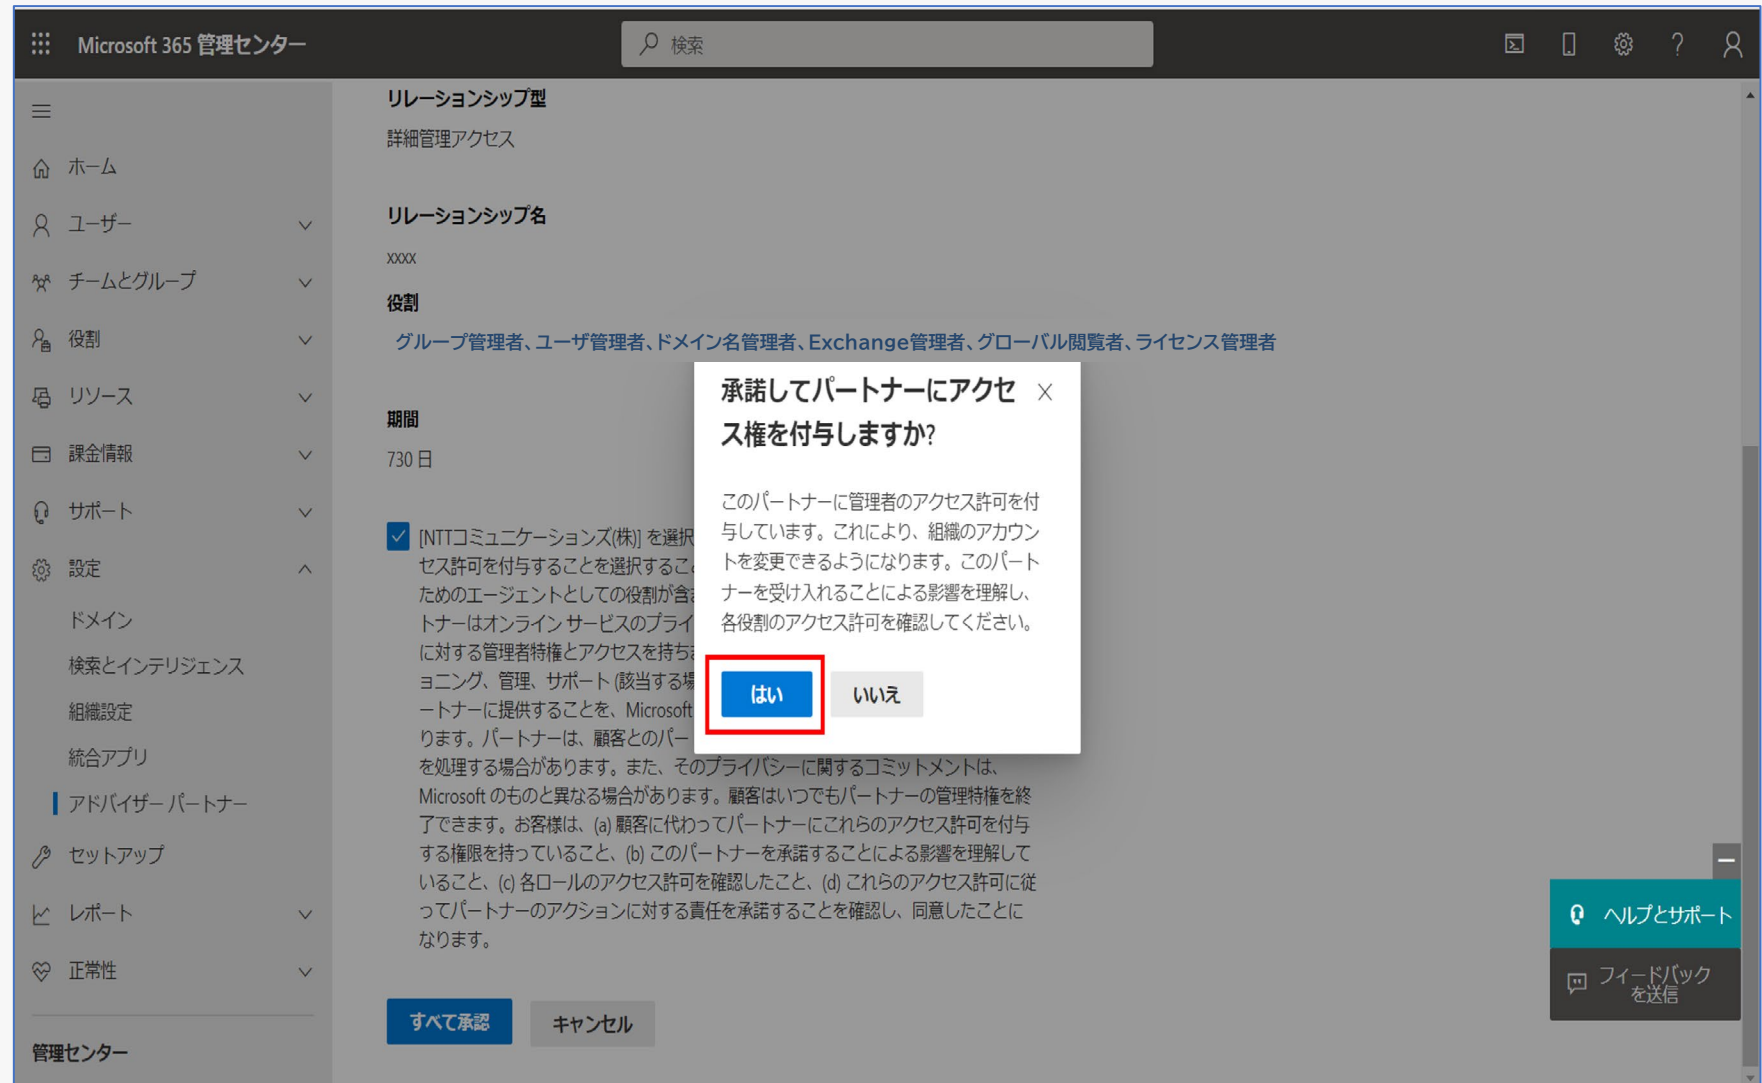 Microsoft 365 管理センター
検索
ホーム
ユーザー
チームとグループ
役割
リソース
課金情報
サポート
設定
ドメイン
検索とインテリジェンス
組織設定
統合アプリ
アドバイザー パートナー
セットアップ
レポート
正常性
管理センター
リレーションシップ型
詳細管理アクセス
リレーションシップ名
xxxx
役割
グループ管理者、ユーザ管理者、ドメイン名管理者、Exchange管理者、グローバル閲覧者、ライセンス管理者
期間
730 日
[NTTコミュニケーションズ(株)] を選択
セス許可を付与することを選択するこ
ためのエージェントとしての役割が含
トナーはオンライン サービスのプライ
に対する管理者特権とアクセスを持ち
ョニング、管理、サポート (該当する場
ートナーに提供することを、Microsoft
ります。パートナーは、顧客とのパー
を処理する場合があります。また、そのプライバシーに関するコミットメントは、
Microsoft のものと異なる場合があります。顧客はいつでもパートナーの管理特権を終
了できます。お客様は、(a) 顧客に代わってパートナーにこれらのアクセス許可を付与
する権限を持っていること、(b) このパートナーを承諾することによる影響を理解して
いること、(c) 各ロールのアクセス許可を確認したこと、(d) これらのアクセス許可に従
ってパートナーのアクションに対する責任を承諾することを確認し、同意したことに
なります。
すべて承認
キャンセル
承諾してパートナーにアクセ
ス権を付与しますか?
このパートナーに管理者のアクセス許可を付
与しています。これにより、組織のアカウン
トを変更できるようになります。このパート
ナーを受け入れることによる影響を理解し、
各役割のアクセス許可を確認してください。
はい
いいえ
ヘルプとサポート
フィードバック
を送信